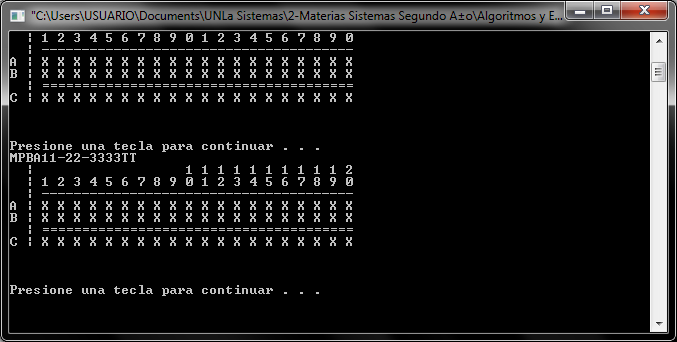 "C:\Users\USUARIO\Documents\UNLa Sistemas\2-Materias Sistemas Segundo A±o\Algoritmos y E...
¦ 1 2 3 4 5 6 7 8 9 0 1 2 3 4 5 6 7 8 9 0
¦ ---------------------------------------
A ¦ X X X X X X X X X X X X X X X X X X X X
B ¦ X X X X X X X X X X X X X X X X X X X X
¦ =======================================
C ¦ X X X X X X X X X X X X X X X X X X X X
Presione una tecla para continuar . . .
MPBA11-22-3333TT
¦                   1 1 1 1 1 1 1 1 1 1 2
¦ 1 2 3 4 5 6 7 8 9 0 1 2 3 4 5 6 7 8 9 0
¦ ---------------------------------------
A ¦ X X X X X X X X X X X X X X X X X X X X
B ¦ X X X X X X X X X X X X X X X X X X X X
¦ =======================================
C ¦ X X X X X X X X X X X X X X X X X X X X
Presione una tecla para continuar . . .